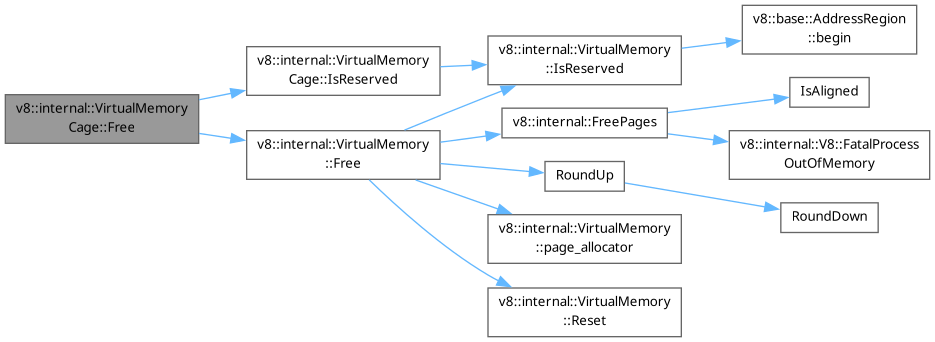 v8::internal::VirtualMemory
Cage::Free
v8::internal::VirtualMemory
Cage::IsReserved
v8::internal::VirtualMemory
::Free
v8::internal::VirtualMemory
::IsReserved
v8::internal::FreePages
RoundUp
v8::internal::VirtualMemory
::page_allocator
v8::internal::VirtualMemory
::Reset
v8::base::AddressRegion
::begin
IsAligned
v8::internal::V8::FatalProcess
OutOfMemory
RoundDown